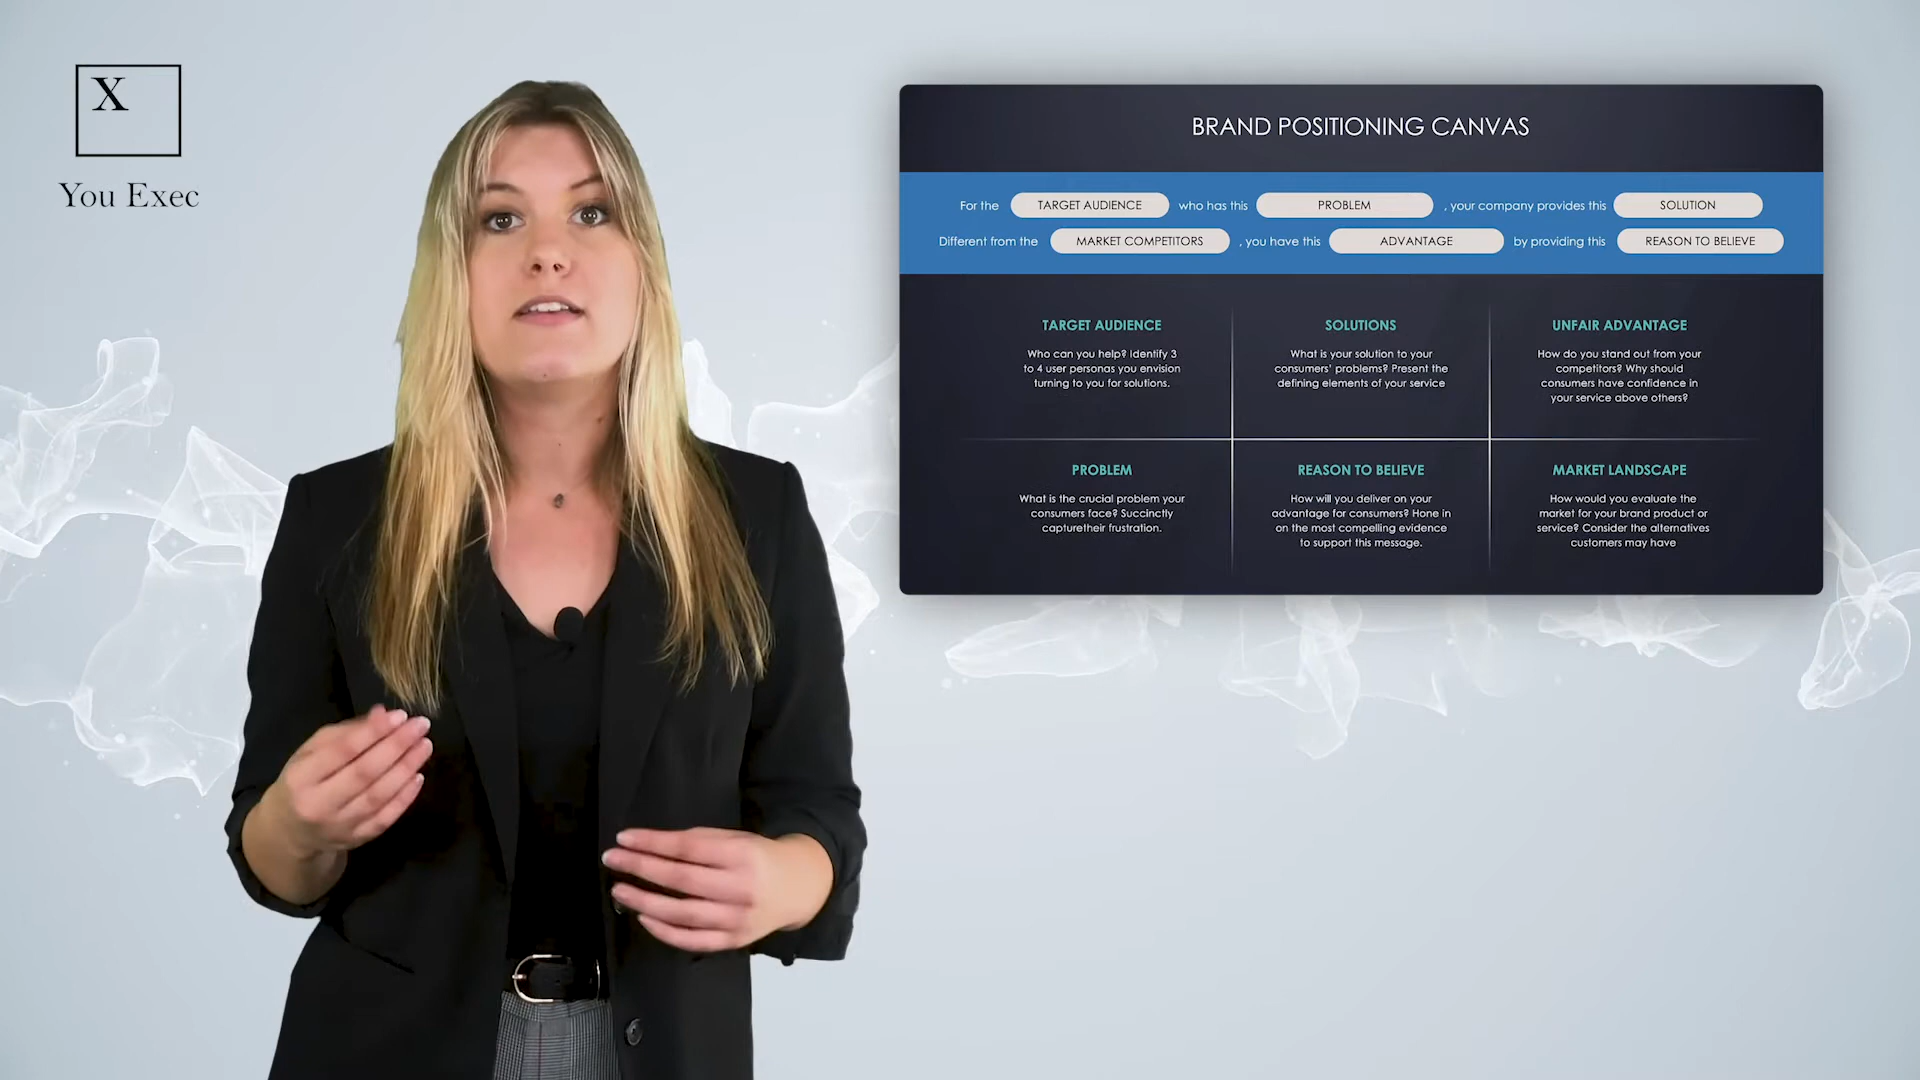 X
You Exec
BRAND POSITIONING CANVAS
For the TARGET AUDIENCE who has this PROBLEM , your company provides this SOLUTION
Different from the MARKET COMPETITORS , you have this ADVANTAGE by providing this REASON TO BELIEVE
TARGET AUDIENCE
Who can you help? Identify 3
to 4 user personas you envision
turning to you for solutions.
SOLUTIONS
What is your solution to your
consumers' problems? Present the
defining elements of your service
UNFAIR ADVANTAGE
How do you stand out from your
competitors? Why should
consumers have confidence in
your service above others?
PROBLEM
What is the crucial problem your
consumers face? Succinctly
capturetheir frustration.
REASON TO BELIEVE
How will you deliver on your
advantage for consumers? Hone in
on the most compelling evidence
to support this message.
MARKET LANDSCAPE
How would you evaluate the
market for your brand product or
service? Consider the alternatives
customers may have